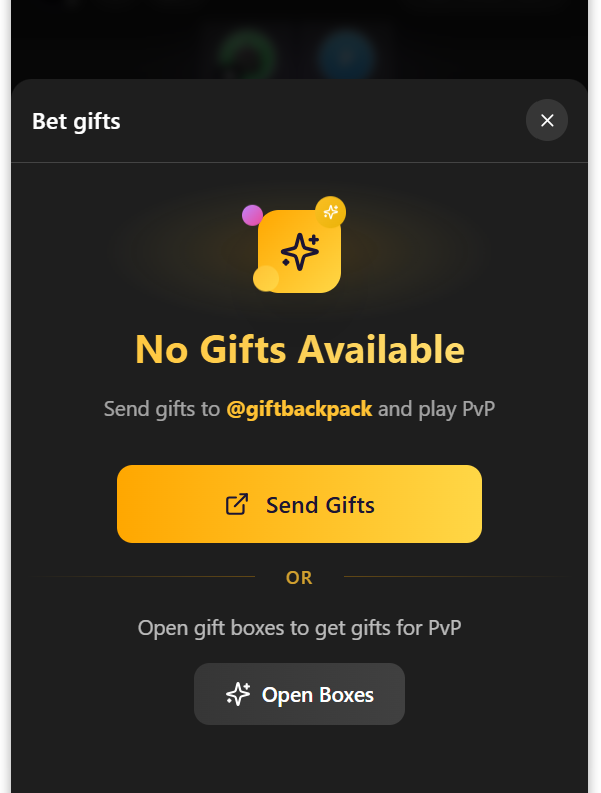 Bet gifts
No Gifts Available
Send gifts to @giftbackpack and play PvP
Send Gifts
OR
Open gift boxes to get gifts for PvP
Open Boxes